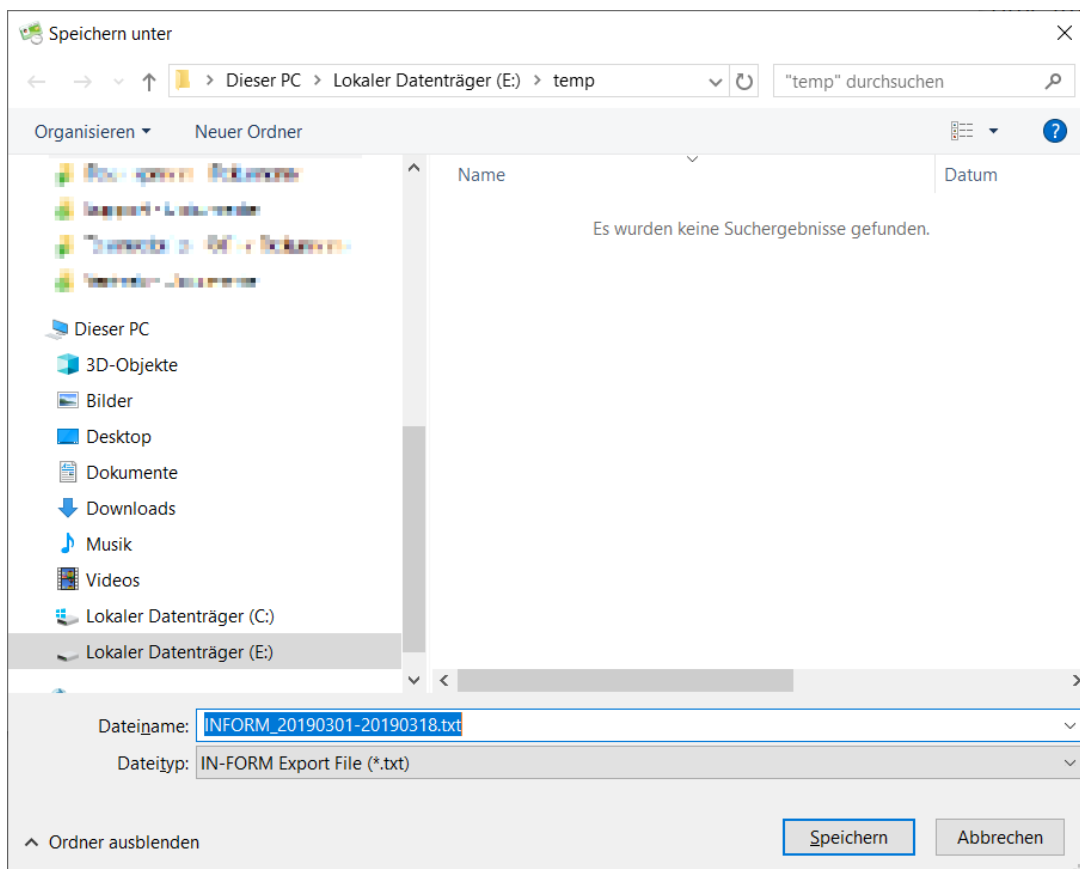 Speichern unter
Dieser PC > Lokaler Datenträger (E:) > temp
"temp" durchsuchen
Organisieren
Neuer Ordner
Name
Datum
Es wurden keine Suchergebnisse gefunden.
Dieser PC
3D-Objekte
Bilder
Desktop
Dokumente
Downloads
Musik
Videos
Lokaler Datenträger (C:)
Lokaler Datenträger (E:)
Dateiname: INFORM_20190301-20190318.txt
Dateityp: IN-FORM Export File (*.txt)
Ordner ausblenden
Speichern
Abbrechen